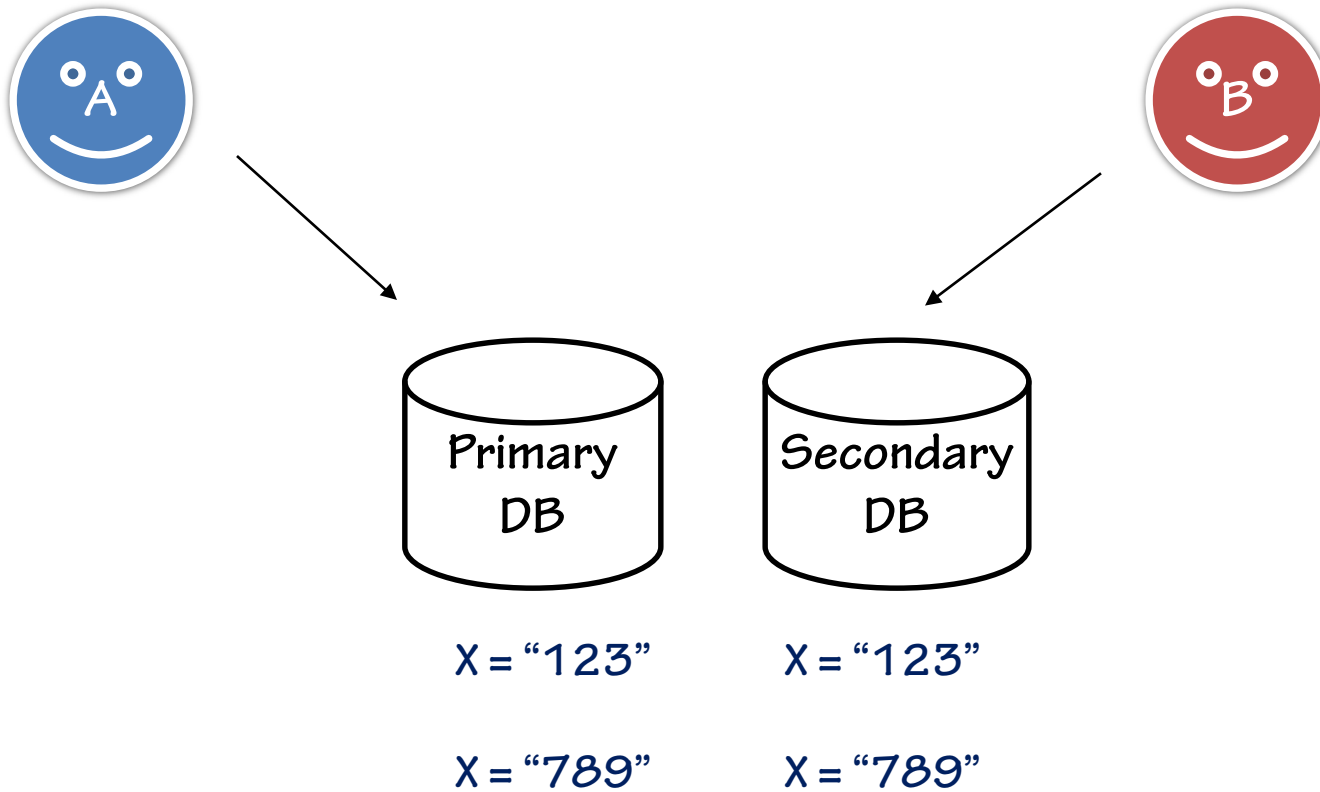 A
B
Primary
DB
Secondary
DB
X = “123”
X = “123”
X = “789”
X = “789”